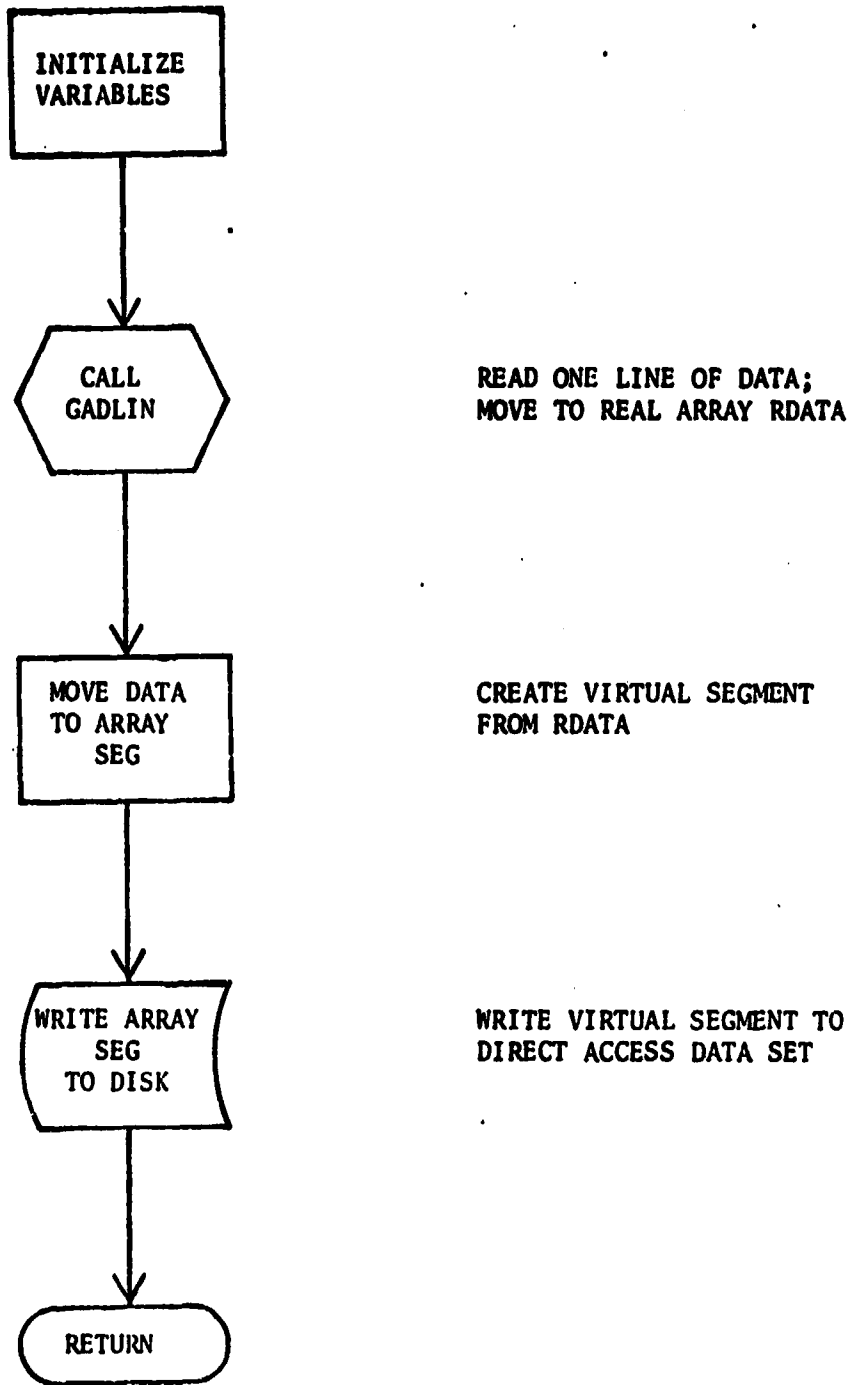 INITIALIZE
VARIABLES
CALL
GADLIN
READ ONE LINE OF DATA;
MOVE TO REAL ARRAY RDATA
MOVE DATA
TO ARRAY
SEG
CREATE VIRTUAL SEGMENT
FROM RDATA
WRITE ARRAY
SEG
TO DISK
WRITE VIRTUAL SEGMENT TO
DIRECT ACCESS DATA SET
RETURN